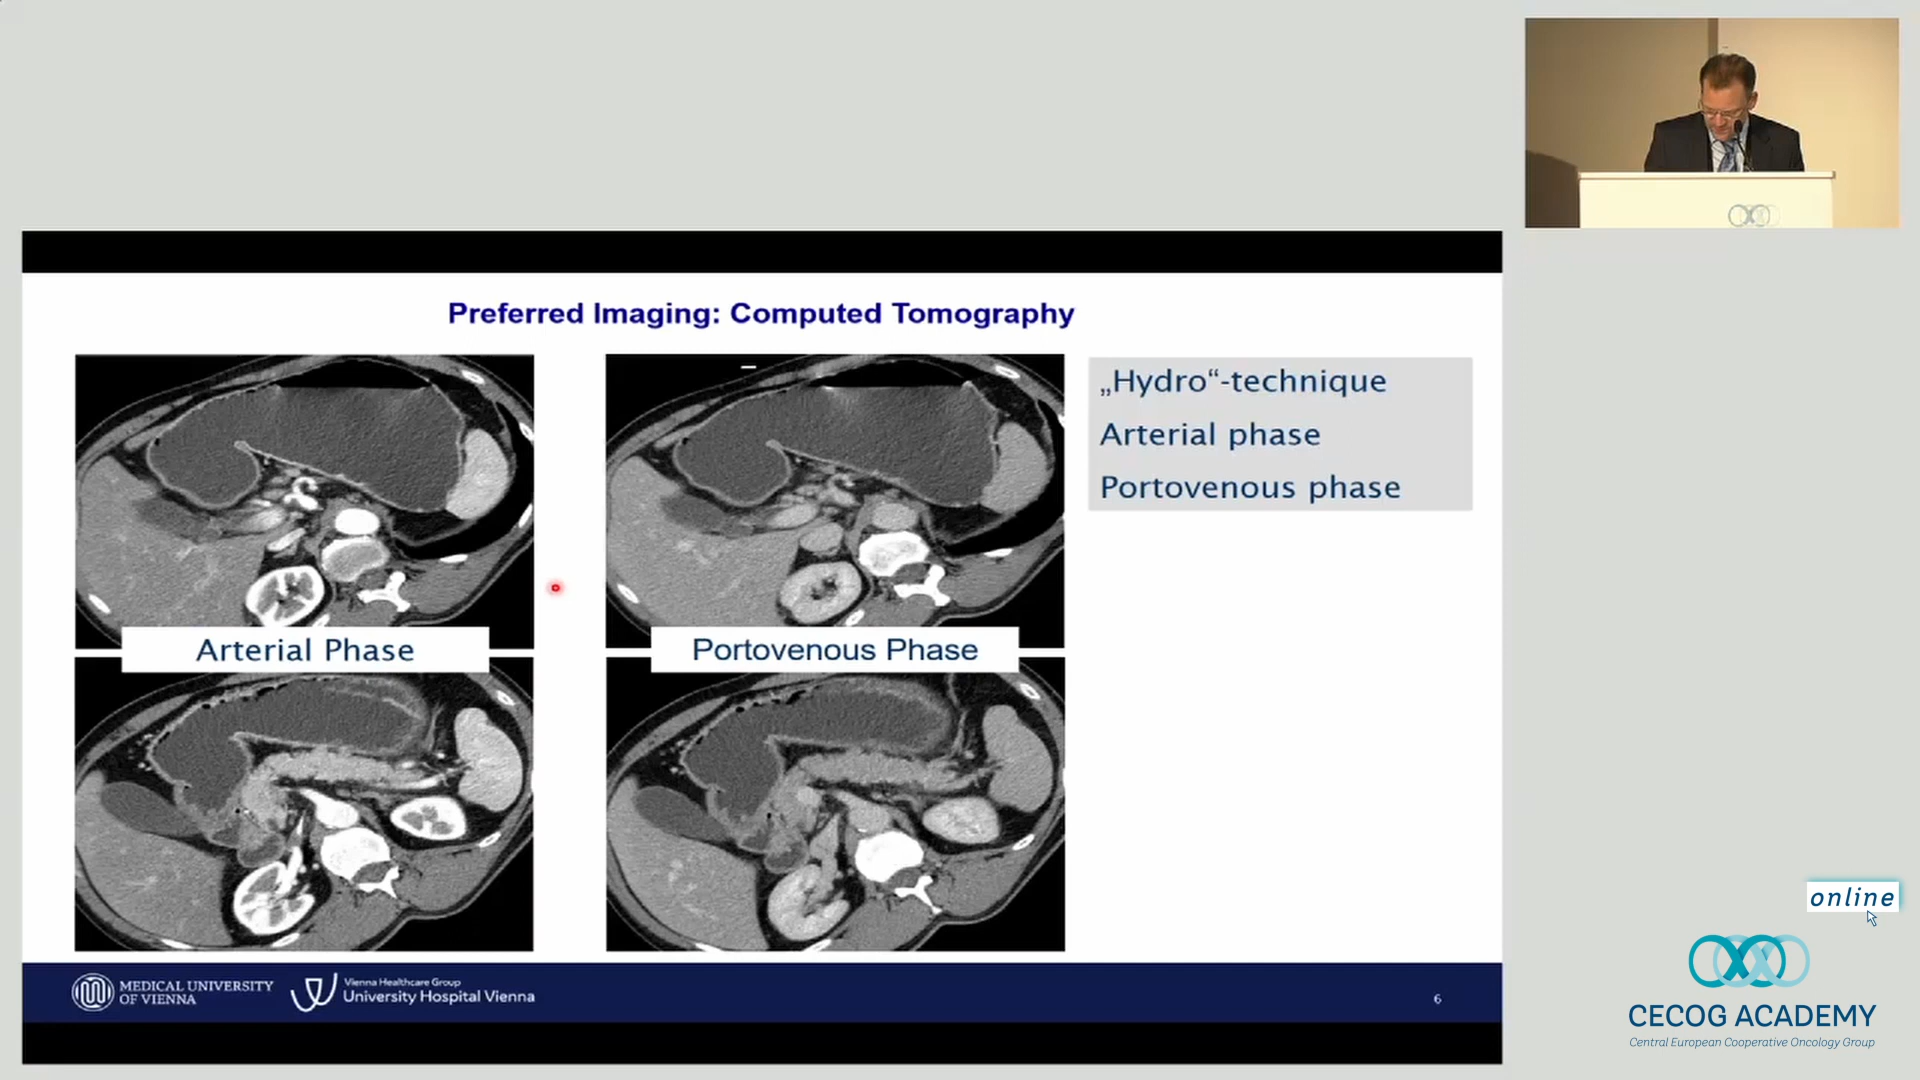 Preferred Imaging: Computed Tomography
„Hydro“-technique
Arterial phase
Portovenous phase
Arterial Phase
Portovenous Phase
MEDICAL UNIVERSITY
OF VIENNA
Vienna Healthcare Group
University Hospital Vienna
6
online
CECOG ACADEMY
Central European Cooperative Oncology Group